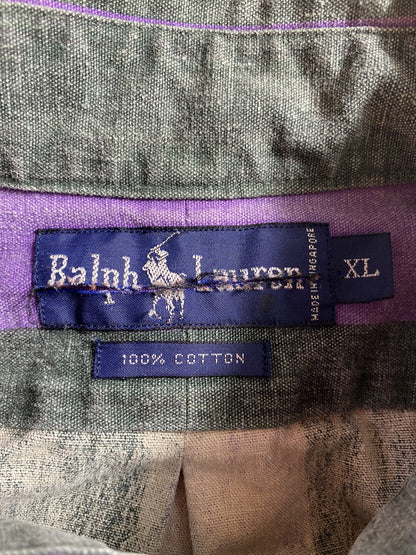 Ralph Lauren
MADE IN SINGAPORE
XL
100% COTTON